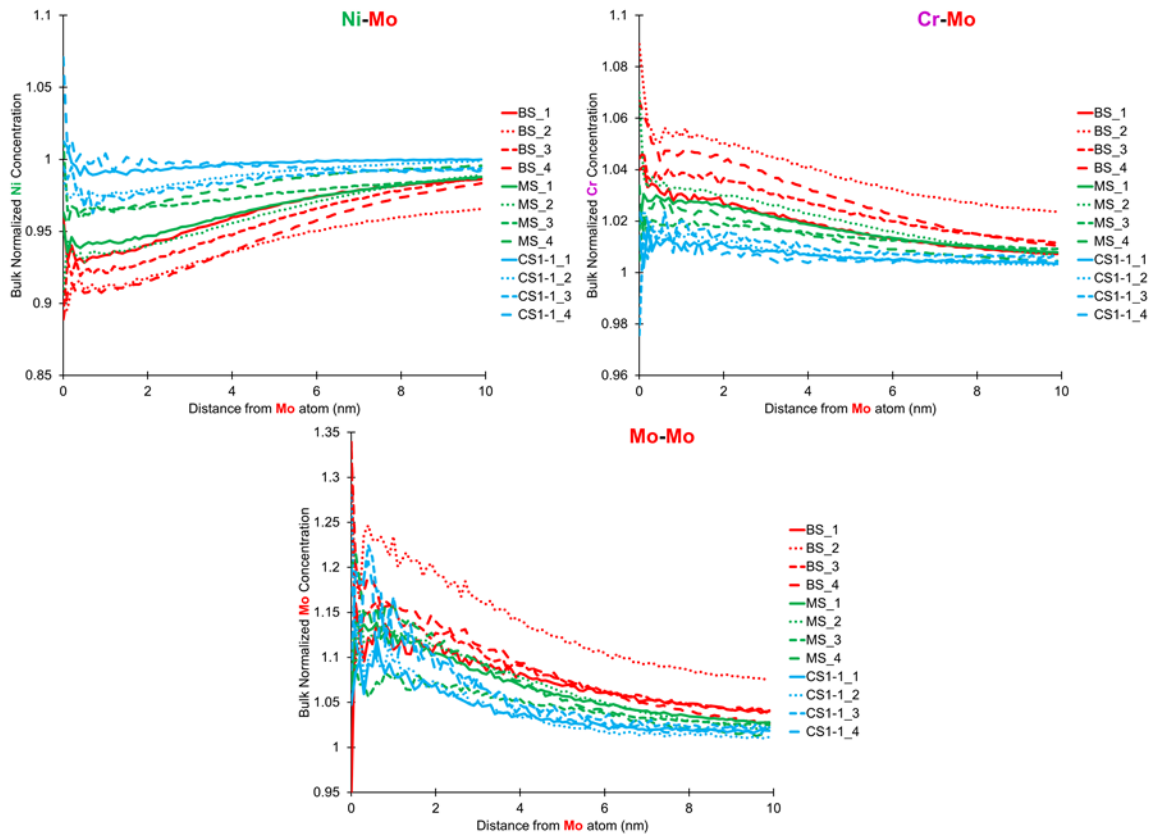 Ni-Mo
Bulk Normalized Ni Concentration
1.1
1.05
1
0.95
0.9
0.85
0
2
4
6
8
10
Distance from Mo atom (nm)
BS_1
BS_2
BS_3
BS_4
MS_1
MS_2
MS_3
MS_4
CS1-1_1
CS1-1_2
CS1-1_3
CS1-1_4
Cr-Mo
Bulk Normalized Cr Concentration
1.1
1.08
1.06
1.04
1.02
1
0.98
0.96
0
2
4
6
8
10
Distance from Mo atom (nm)
BS_1
BS_2
BS_3
BS_4
MS_1
MS_2
MS_3
MS_4
CS1-1_1
CS1-1_2
CS1-1_3
CS1-1_4
Mo-Mo
Bulk Normalized Mo Concentration
1.35
1.3
1.25
1.2
1.15
1.1
1.05
1
0.95
0
2
4
6
8
10
Distance from Mo atom (nm)
BS_1
BS_2
BS_3
BS_4
MS_1
MS_2
MS_3
MS_4
CS1-1_1
CS1-1_2
CS1-1_3
CS1-1_4